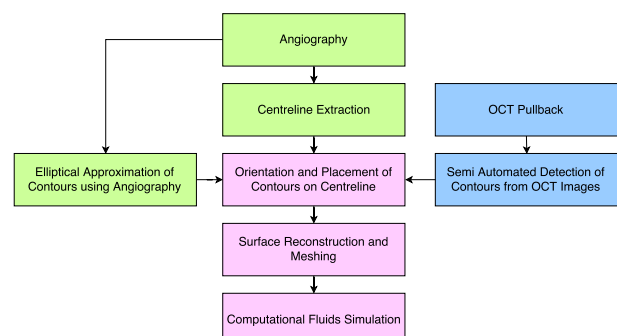 Angiography
Centreline Extraction
OCT Pullback
Elliptical Approximation of
Contours using Angiography
Orientation and Placement of
Contours on Centreline
Semi Automated Detection of
Contours from OCT Images
Surface Reconstruction and
Meshing
Computational Fluids Simulation